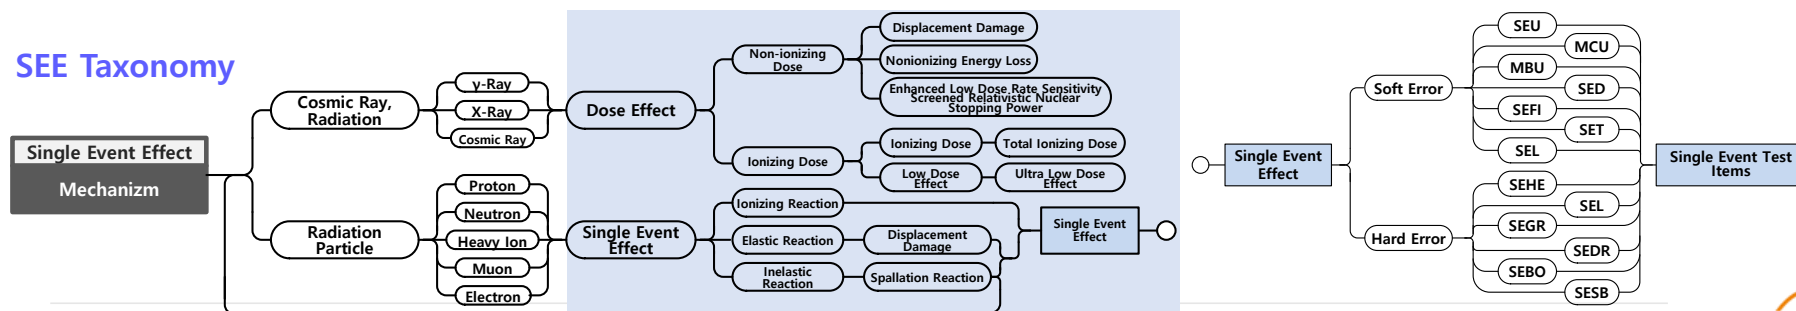 SEE Taxonomy
Single Event Effect
Mechanizm
Cosmic Ray,
Radiation
γ-Ray
X-Ray
Cosmic Ray
Radiation
Particle
Proton
Neutron
Heavy Ion
Muon
Electron
Dose Effect
Non-ionizing
Dose
Displacement Damage
Nonionizing Energy Loss
Enhanced Low Dose Rate Sensitivity
Screened Relativistic Nuclear
Stopping Power
Ionizing Dose
Ionizing Dose
Total Ionizing Dose
Low Dose
Effect
Ultra Low Dose
Effect
Single Event
Effect
Ionizing Reaction
Elastic Reaction
Displacement
Damage
Inelastic
Reaction
Spallation Reaction
Single Event
Effect
Single Event
Effect
Soft Error
SEU
MCU
MBU
SED
SEFI
SET
SEL
Hard Error
SEHE
SEL
SEGR
SEDR
SEBO
SESB
Single Event Test
Items